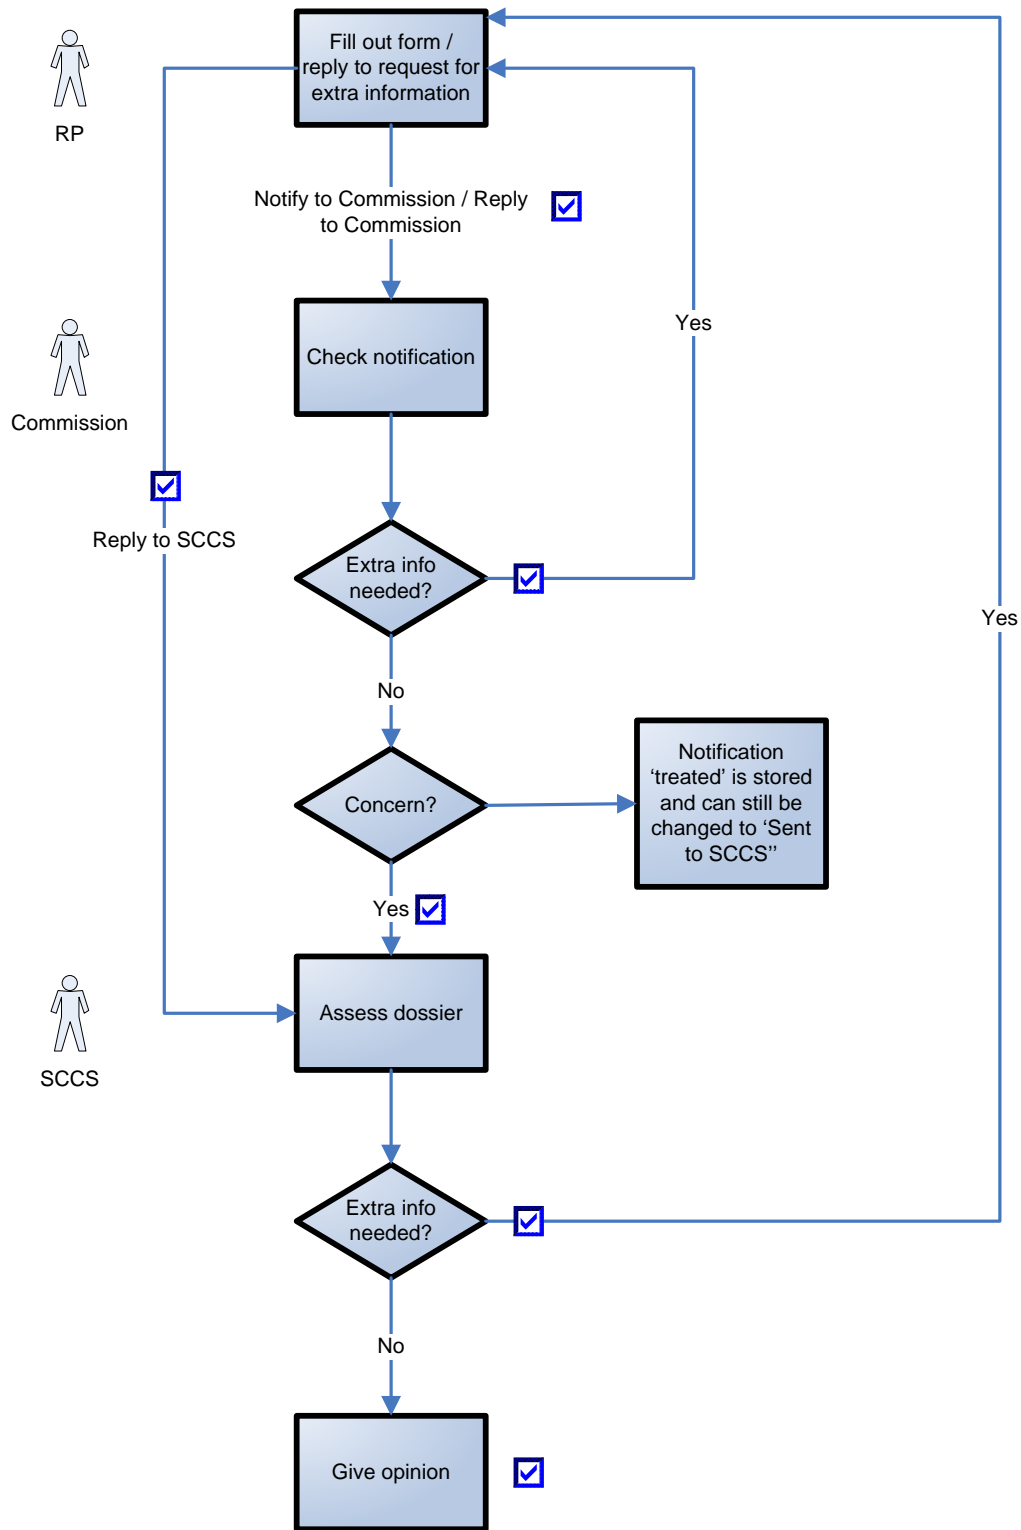 Fill out form /
reply to request for
extra information
RP
Notify to Commission / Reply
to Commission
Yes
Check notification
Commission
Reply to SCCS
Extra info
needed?
Yes
No
Notification
‘treated’ is stored
and can still be
changed to ‘Sent
to SCCS’’
Concern?
Yes
Assess dossier
SCCS
Extra info
needed?
No
Give opinion